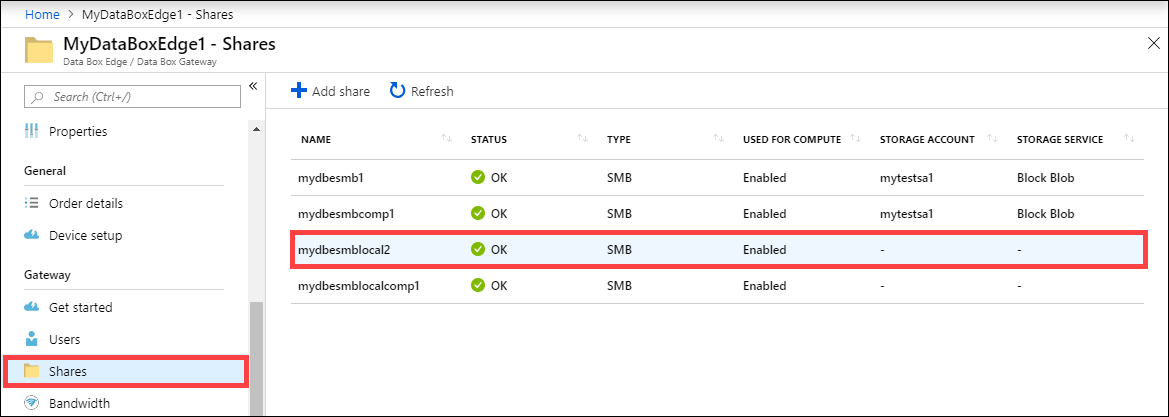 Home > MyDataBoxEdge1 - Shares
MyDataBoxEdge1 - Shares
Data Box Edge / Data Box Gateway
Search (Ctrl+/)
Properties
General
Order details
Device setup
Gateway
Get started
Users
Shares
Bandwidth
Add share Refresh
NAME STATUS TYPE USED FOR COMPUTE STORAGE ACCOUNT STORAGE SERVICE
mydbesmb1 OK SMB Enabled mytestsa1 Block Blob
mydbesmbcomp1 OK SMB Enabled mytestsa1 Block Blob
mydbesmblocal2 OK SMB Enabled - -
mydbesmblocalcomp1 OK SMB Enabled - -